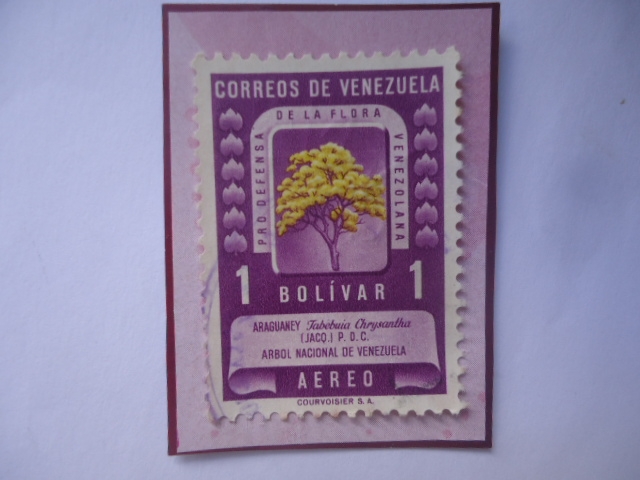 CORREOS DE VENEZUELA
PRO DEFENSA DE LA FLORA VENEZOLANA
1 BOLÍVAR 1
ARAGUANEY Tabebuia Chrysantha
(JACQ.) P. D. C.
ARBOL NACIONAL DE VENEZUELA
AEREO
COURVOISIER S. A.